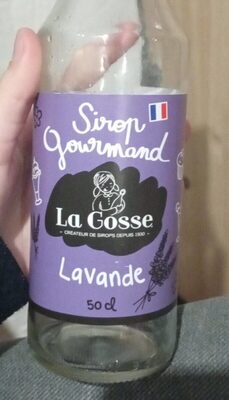 Sirop
Gourmand
La Gosse
CRÉATEUR DE SIROPS DEPUIS 1930
Lavande
50 cl